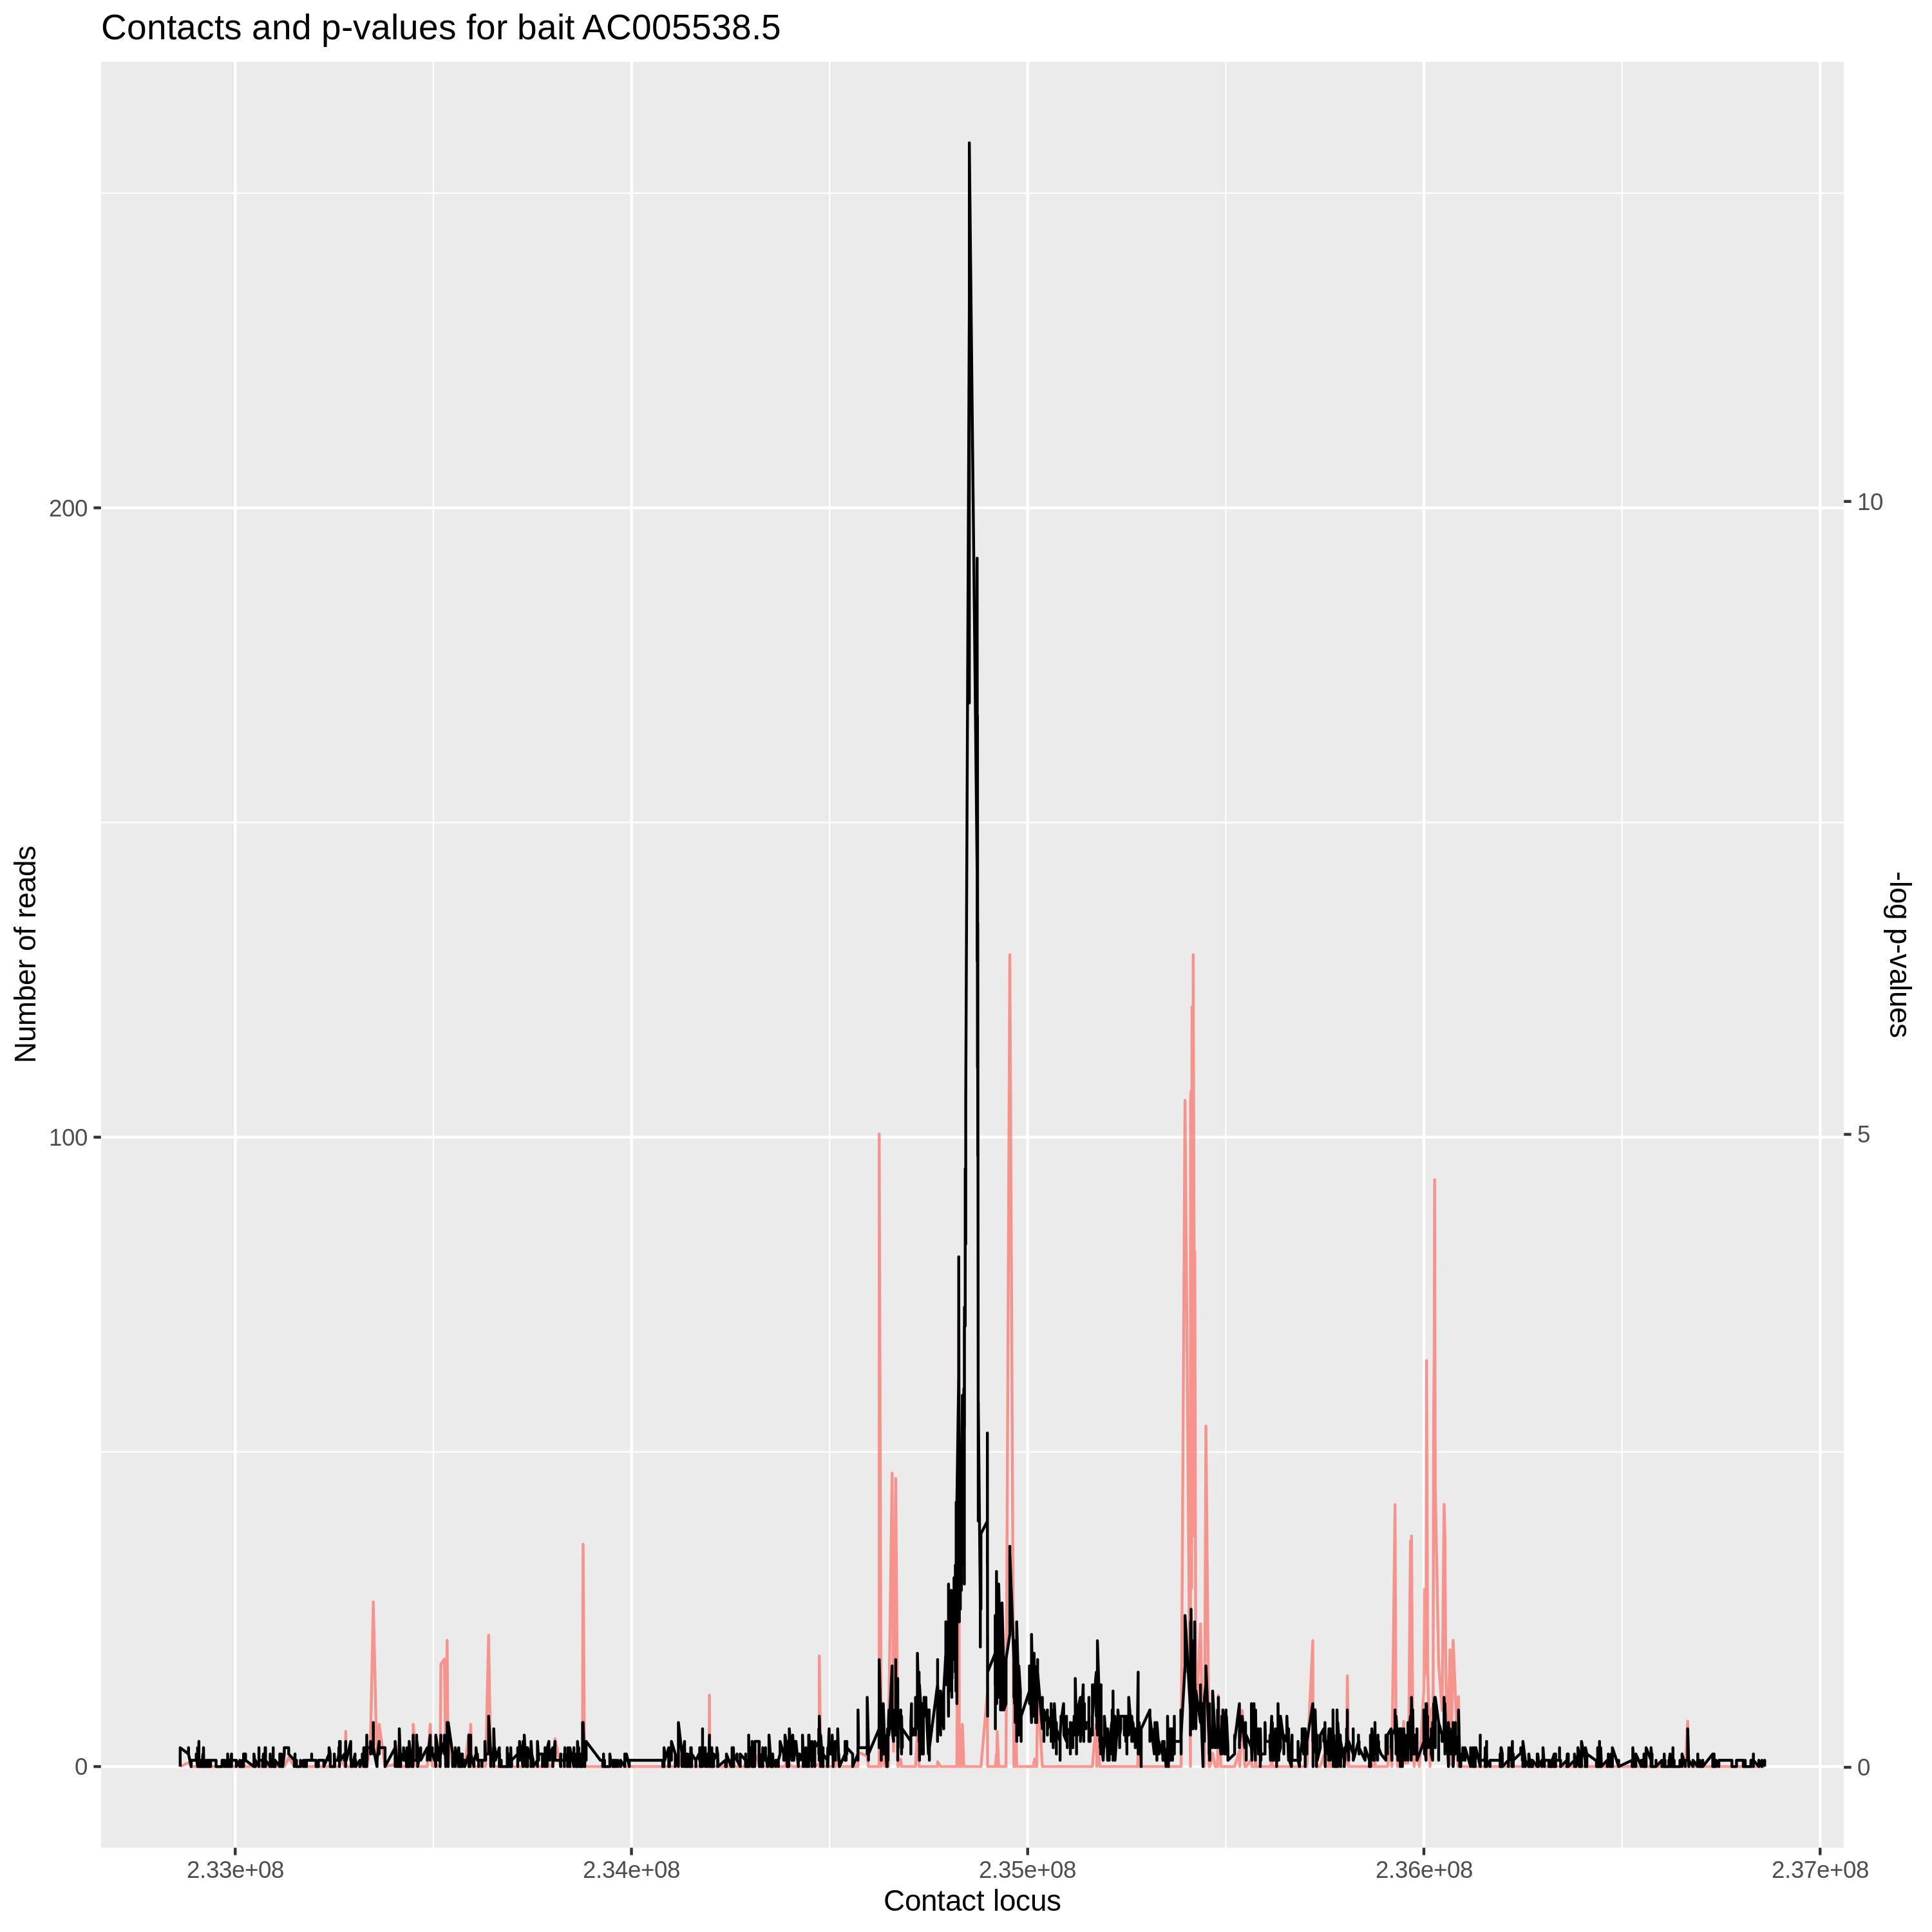 Contacts and p-values for bait AC005538.5
200
100
0
Number of reads
10
5
0
-log p-values
2.33e+08
2.34e+08
2.35e+08
2.36e+08
2.37e+08
Contact locus